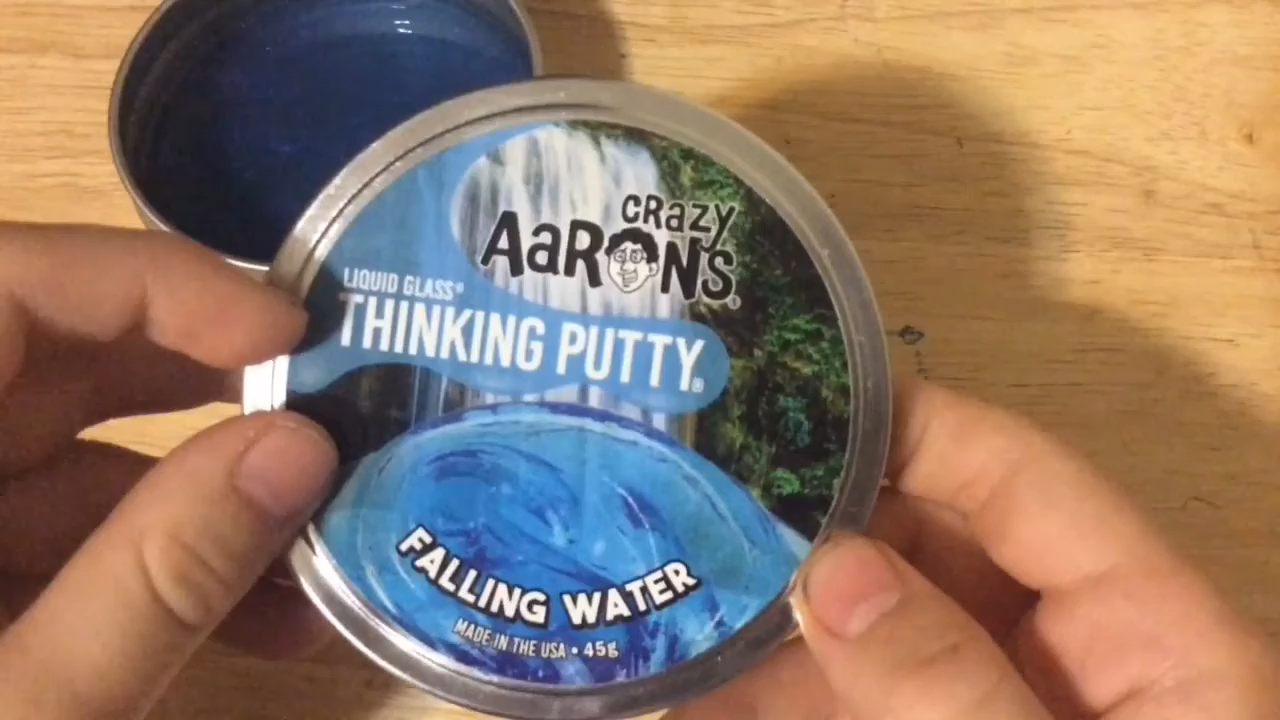 CRAZY
AARONS®
LIQUID GLASS®
THINKING PUTTY®
FALLING WATER
MADE IN THE USA • 45g